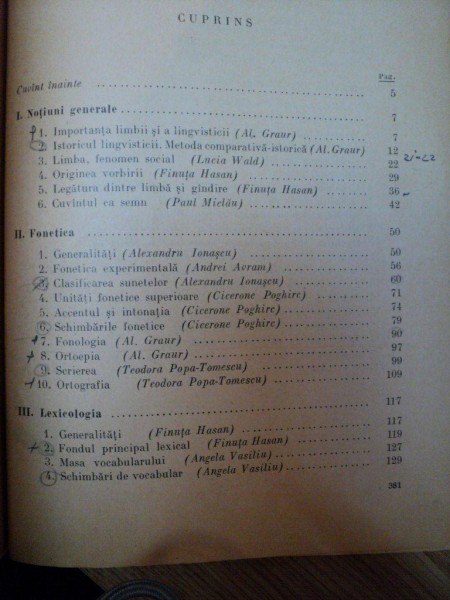 CUPRINS
Pag.
Cuvînt înainte 5
I. Noțiuni generale 7
1. Importanța limbii și a lingvisticii (Al. Graur) 7
2. Istoricul lingvisticii. Metoda comparativă-istorică (Al. Graur) 12
3. Limba, fenomen social (Lucia Wald) 22
4. Originea vorbirii (Finuța Hasan) 29
5. Legătura dintre limbă și gîndire (Finuța Hasan) 36
6. Cuvîntul ca semn (Paul Miclău) 42
II. Fonetica 50
1. Generalități (Alexandru Ionașcu) 50
2. Fonetica experimentală (Andrei Avram) 56
3. Clasificarea sunetelor (Alexandru Ionașcu) 60
4. Unități fonetice superioare (Cicerone Poghirc) 71
5. Accentul și intonația (Cicerone Poghirc) 74
6. Schimbările fonetice (Cicerone Poghirc) 79
7. Fonologia (Al. Graur) 90
8. Ortoepia (Al. Graur) 97
9. Scrierea (Teodora Popa-Tomescu) 99
10. Ortografia (Teodora Popa-Tomescu) 109
III. Lexicologia 117
1. Generalități (Finuța Hasan) 117
2. Fondul principal lexical (Finuța Hasan) 119
3. Masa vocabularului (Angela Vasiliu) 127
4. Schimbări de vocabular (Angela Vasiliu) 129
381